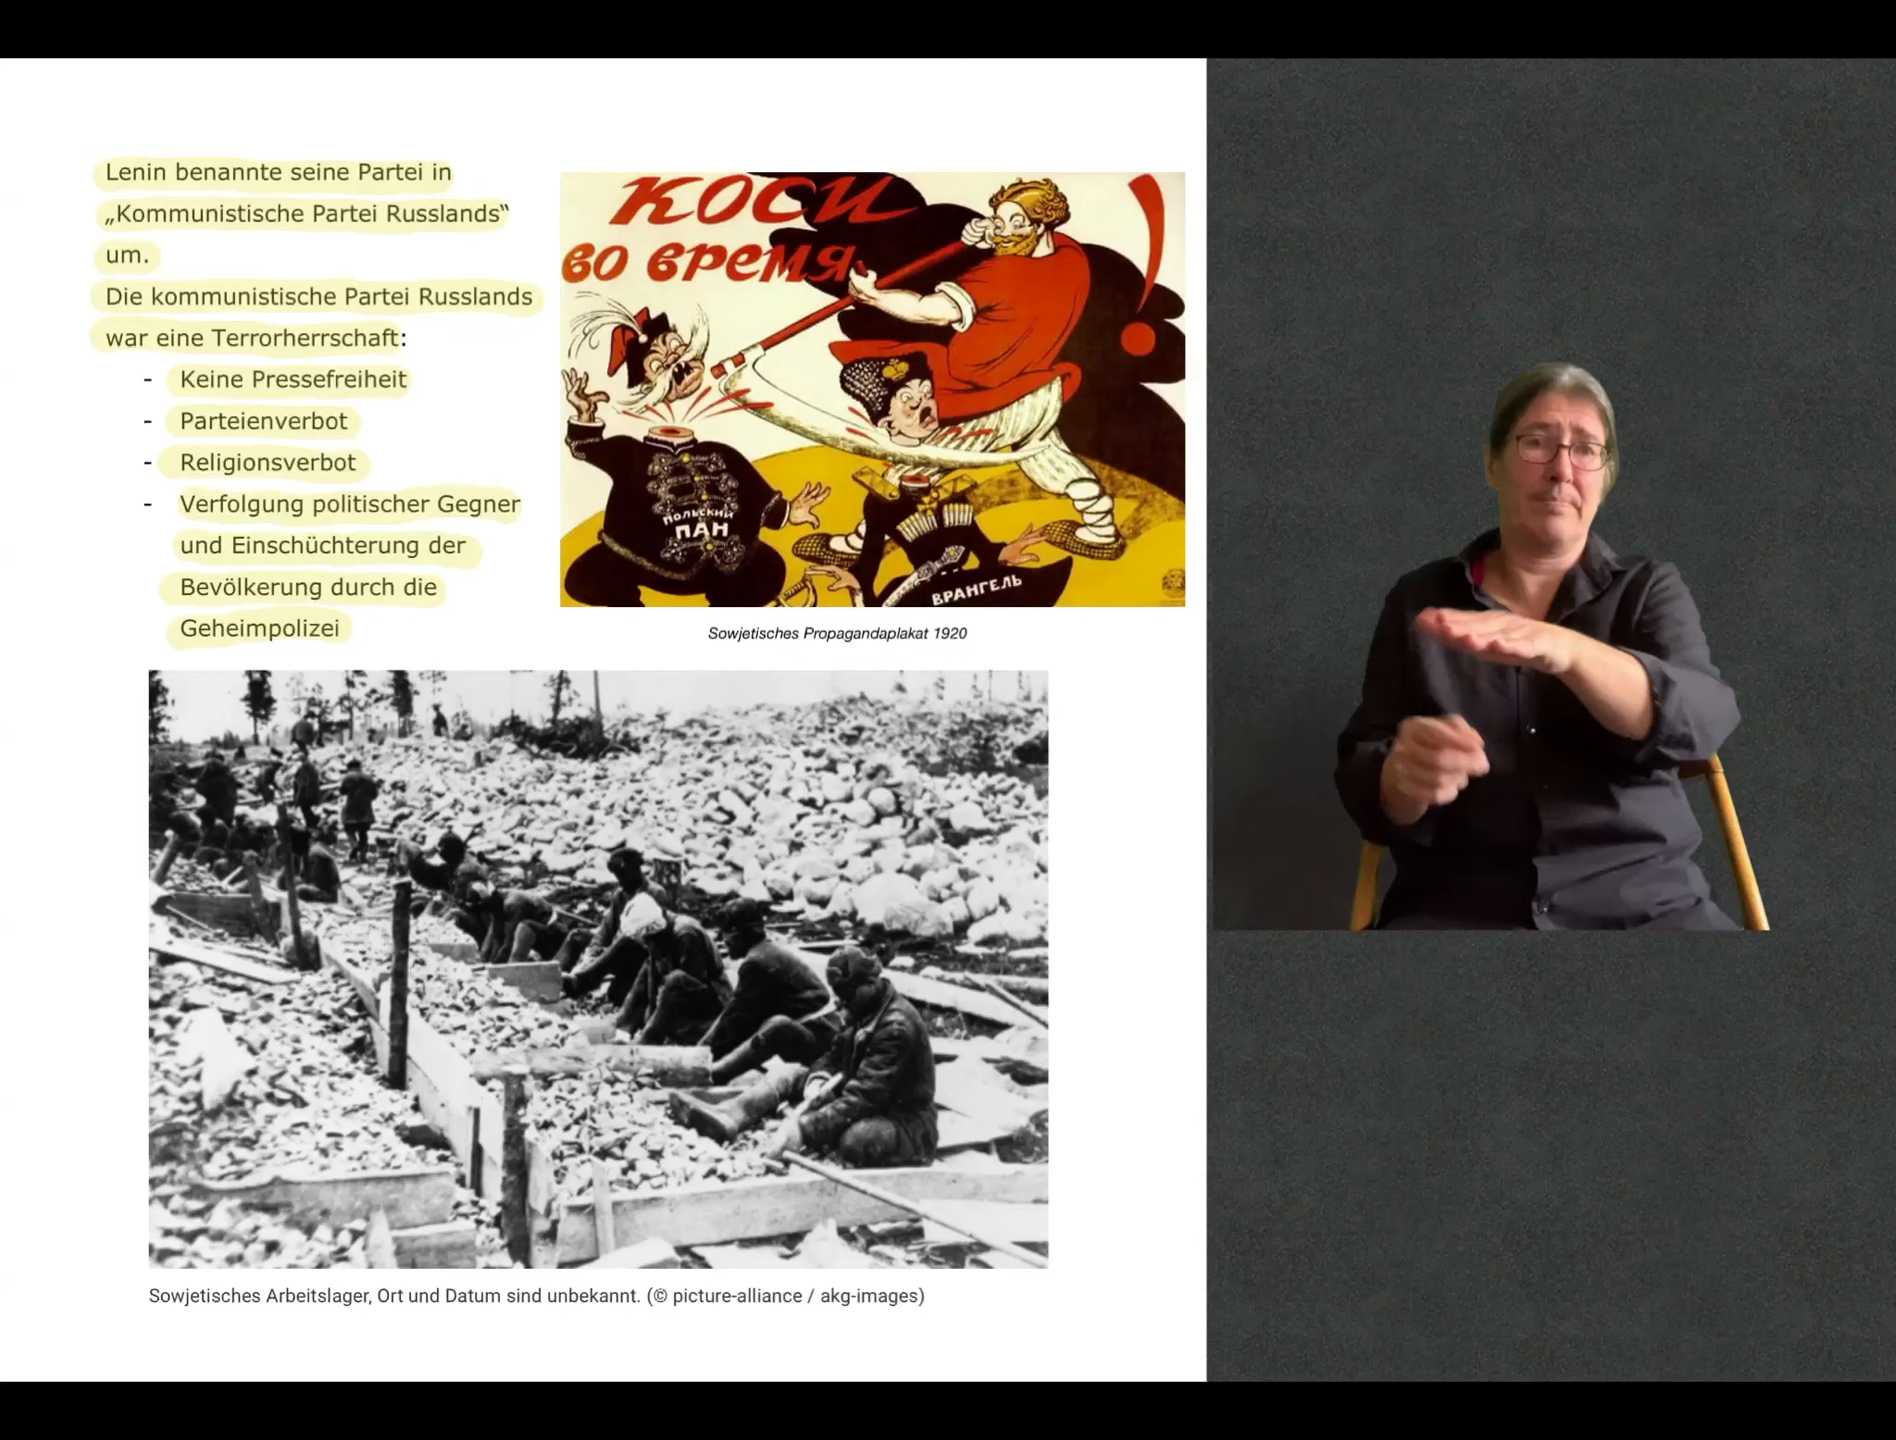 Lenin benannte seine Partei in
„Kommunistische Partei Russlands“
um.
Die kommunistische Partei Russlands
war eine Terrorherrschaft:
- Keine Pressefreiheit
- Parteienverbot
- Religionsverbot
- Verfolgung politischer Gegner
und Einschüchterung der
Bevölkerung durch die
Geheimpolizei
КОСИ
во время!
ПОЛЬСКИЙ
ПАН
ВРАНГЕЛЬ
Sowjetisches Propagandaplakat 1920
Sowjetisches Arbeitslager, Ort und Datum sind unbekannt. (© picture-alliance / akg-images)